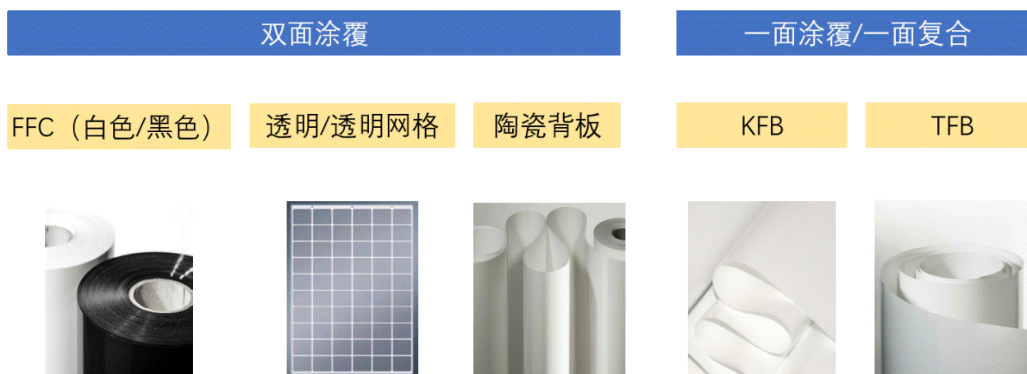 双面涂覆
一面涂覆/一面复合
FFC（白色/黑色）
透明/透明网格
陶瓷背板
KFB
TFB